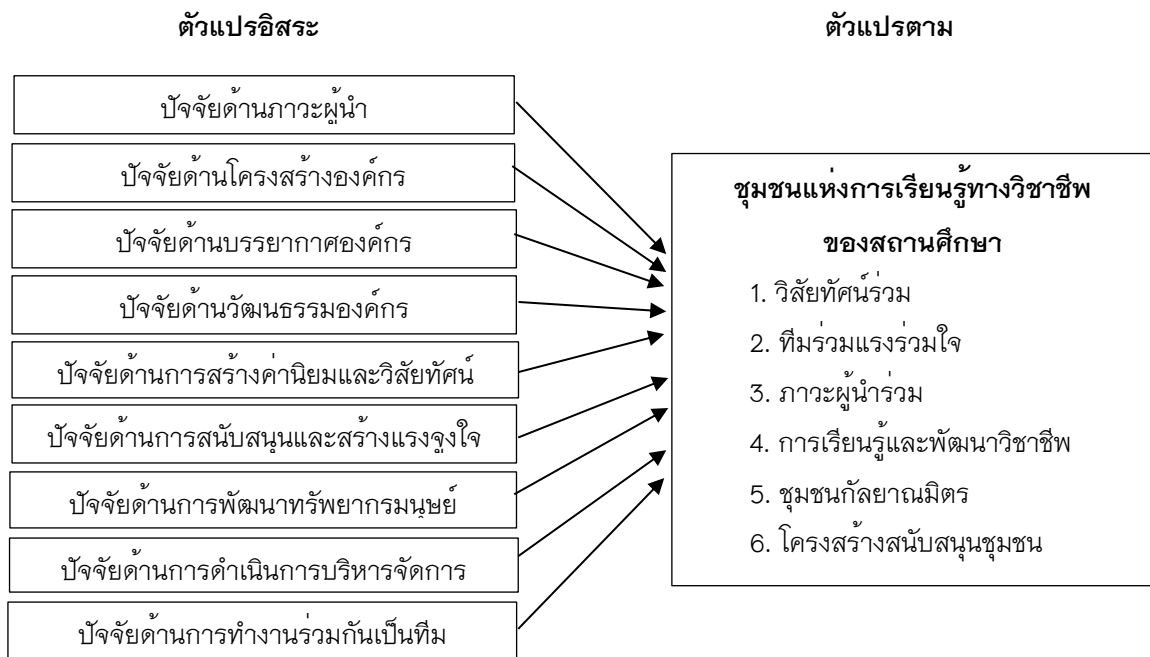 ตัวแปรอิสระ
ตัวแปรตาม
ปัจจัยด้านภาวะผู้นำ
ปัจจัยด้านโครงสร้างองค์กร
ปัจจัยด้านบรรยากาศองค์กร
ปัจจัยด้านวัฒนธรรมองค์กร
ปัจจัยด้านการสร้างค่านิยมและวิสัยทัศน์
ปัจจัยด้านการสนับสนุนและสร้างแรงจูงใจ
ปัจจัยด้านการพัฒนาทรัพยากรมนุษย์
ปัจจัยด้านการดำเนินการบริหารจัดการ
ปัจจัยด้านการทำงานร่วมกันเป็นทีม
ชุมชนแห่งการเรียนรู้ทางวิชาชีพ
ของสถานศึกษา
1. วิสัยทัศน์ร่วม
2. ทีมร่วมแรงร่วมใจ
3. ภาวะผู้นำร่วม
4. การเรียนรู้และพัฒนาวิชาชีพ
5. ชุมชนกัลยาณมิตร
6. โครงสร้างสนับสนุนชุมชน